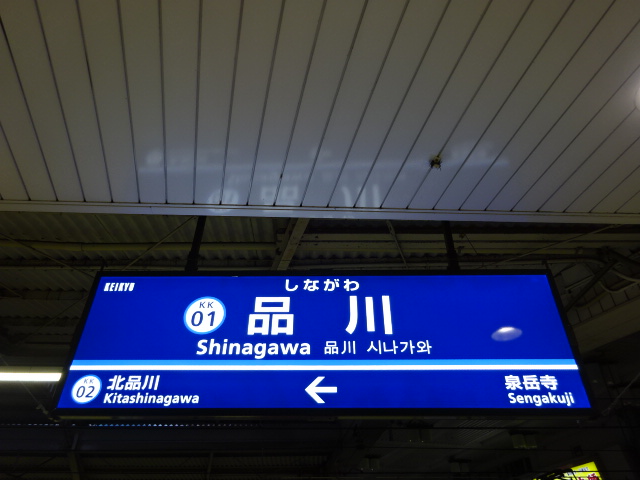 KEIKYU
しながわ
KK
01
品川
Shinagawa 品川 시나가와
KK
02
北品川
Kitashinagawa
←
泉岳寺
Sengakuji